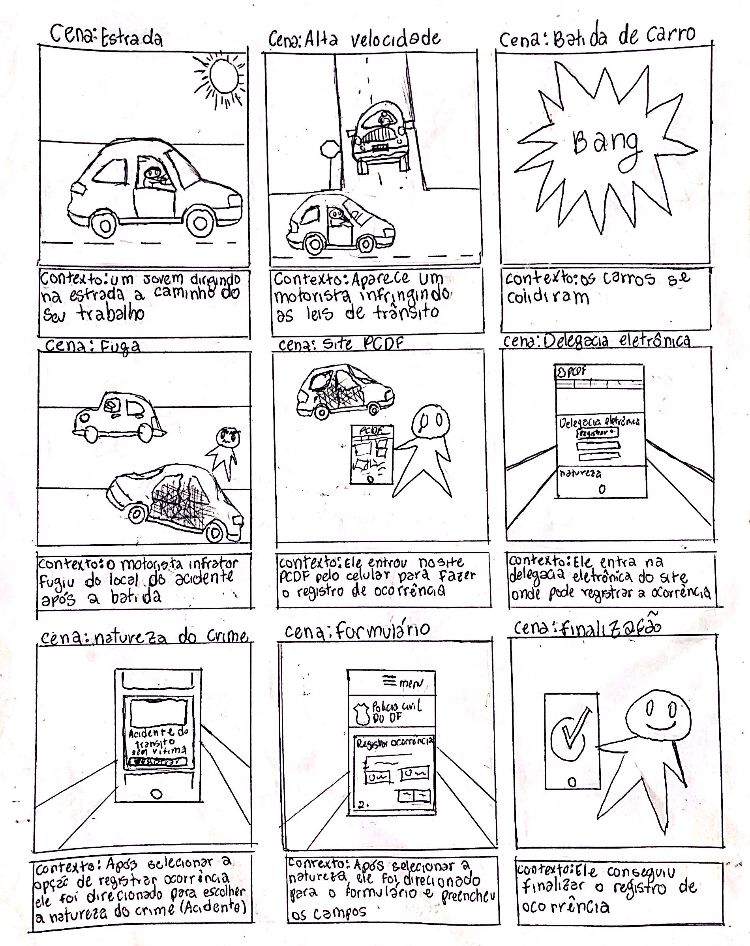 Cena: Estrada
Cena: Alta velocidade
Cena: Batida de carro
Bang
Contexto: um jovem dirigindo
na estrada a caminho do
seu trabalho
Contexto: Aparece um
motorista infringindo
as leis de trânsito
Contexto: os carros se
colidiram
Cena: Fuga
Cena: Site PCDF
Cena: Delegacia eletrônica
PCDF
PCDF
Delegacia eletrônica
Registrar
natureza
Contexto: o motorista infrator
fugiu do local do acidente
após a batida
Contexto: Ele entrou no site
PCDF pelo celular para fazer
o registro de ocorrência
Contexto: Ele entra na
delegacia eletrônica do site
onde pode registrar a ocorrência
Cena: natureza do crime
Cena: formulário
Cena: finalização
Acidente de
trânsito
sem vítima
menu
Polícia civil
DO DF
Registrar ocorrência
1.
2.
Contexto: Após selecionar a
opção de registrar ocorrência
ele foi direcionado para escolher
a natureza do crime (Acidente)
Contexto: Após selecionar a
natureza, ele foi direcionado
para o formulário e preencheu
os campos
Contexto: Ele conseguiu
finalizar o registro de
ocorrência